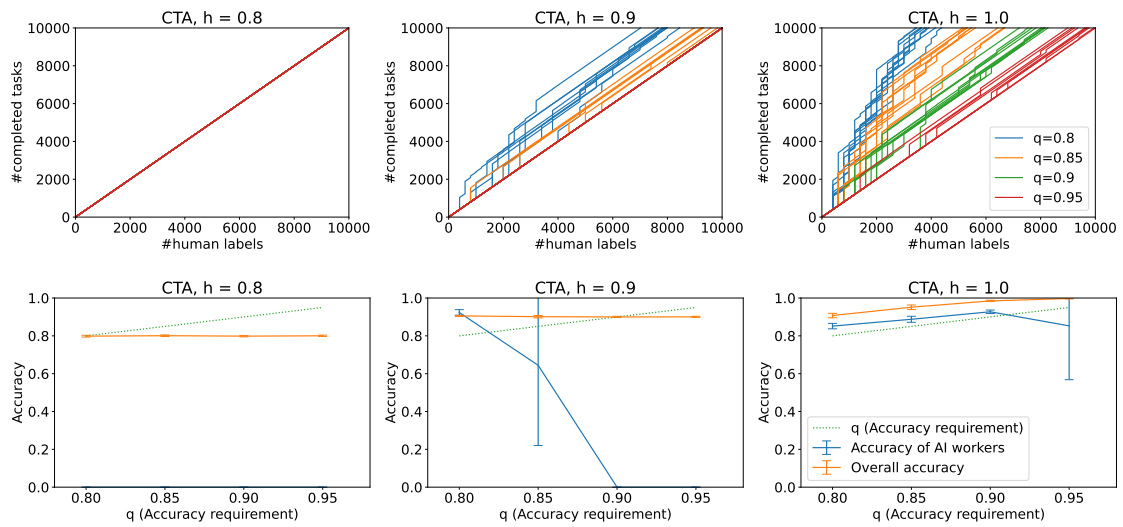 CTA, h = 0.8
10000
8000
6000
4000
2000
0
#completed tasks
0 2000 4000 6000 8000 10000
#human labels
CTA, h = 0.9
10000
8000
6000
4000
2000
0
#completed tasks
0 2000 4000 6000 8000 10000
#human labels
CTA, h = 1.0
10000
8000
6000
4000
2000
0
#completed tasks
q=0.8
q=0.85
q=0.9
q=0.95
0 2000 4000 6000 8000 10000
#human labels
CTA, h = 0.8
1.0
0.8
0.6
0.4
0.2
0.0
Accuracy
0.80 0.85 0.90 0.95
q (Accuracy requirement)
CTA, h = 0.9
1.0
0.8
0.6
0.4
0.2
0.0
Accuracy
0.80 0.85 0.90 0.95
q (Accuracy requirement)
CTA, h = 1.0
1.0
0.8
0.6
0.4
0.2
0.0
Accuracy
q (Accuracy requirement)
Accuracy of AI workers
Overall accuracy
0.80 0.85 0.90 0.95
q (Accuracy requirement)